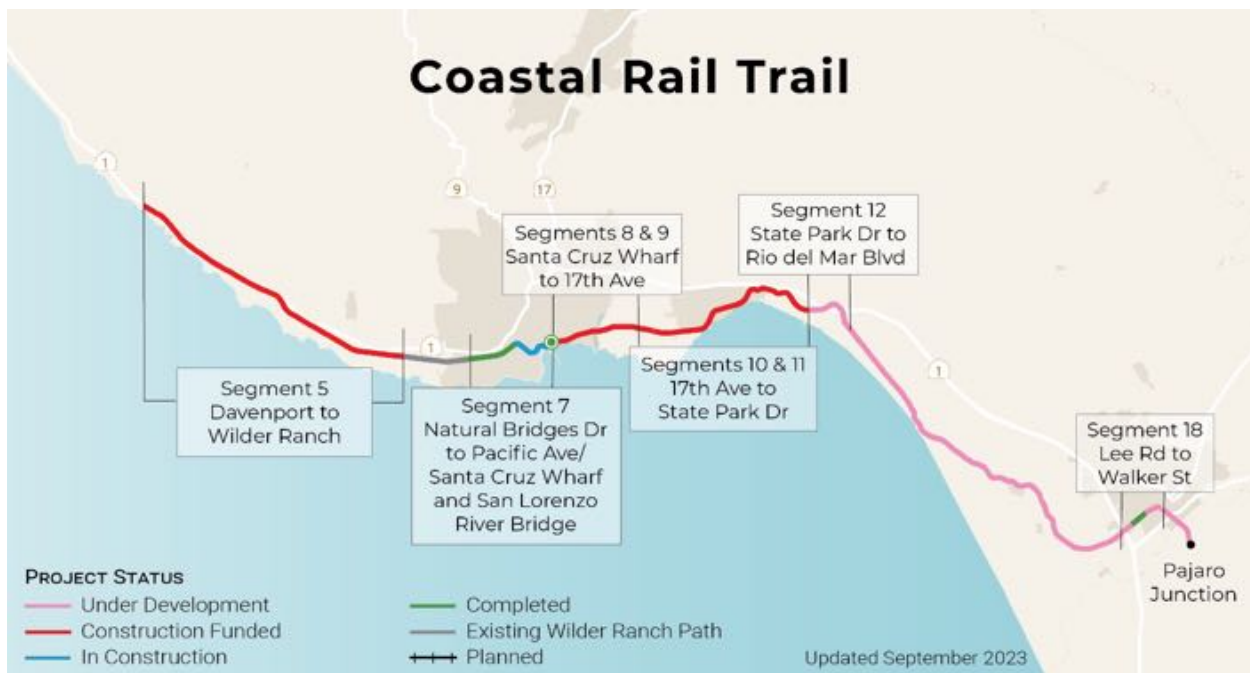 Coastal Rail Trail
1
9
17
Segment 12
State Park Dr to
Rio del Mar Blvd
Segments 8 & 9
Santa Cruz Wharf
to 17th Ave
1
Segments 10 & 11
17th Ave to
State Park Dr
1
Segment 5
Davenport to
Wilder Ranch
Segment 7
Natural Bridges Dr
to Pacific Ave/
Santa Cruz Wharf
and San Lorenzo
River Bridge
Segment 18
Lee Rd to
Walker St
Pajaro
Junction
PROJECT STATUS
Under Development
Construction Funded
In Construction
Completed
Existing Wilder Ranch Path
Planned
Updated September 2023